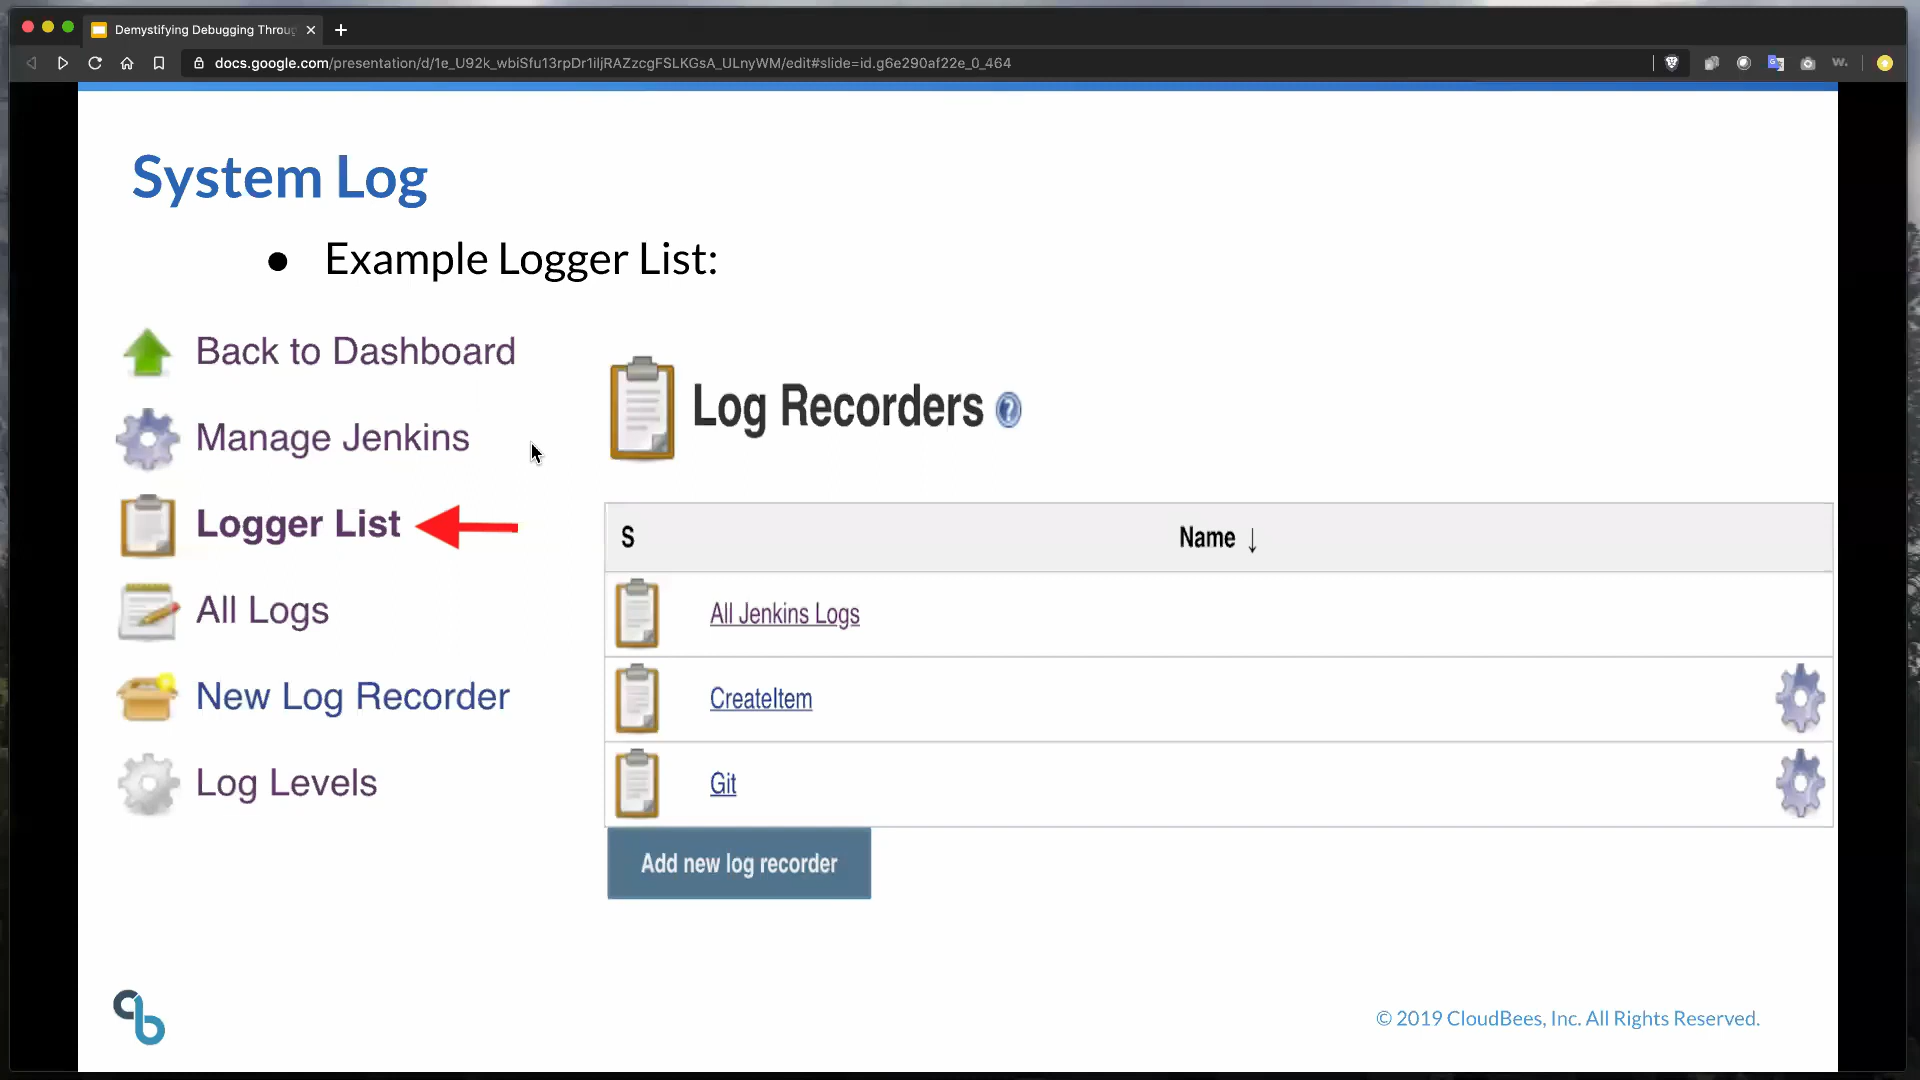 Demystifying Debugging Throu
docs.google.com/presentation/d/1e_U92k_wbiSfu13rpDr1iljRAZzcgFSLKGsA_ULnyWM/edit#slide=id.g6e290af22e_0_464
System Log
● Example Logger List:
Back to Dashboard
Manage Jenkins
Logger List
All Logs
New Log Recorder
Log Levels
Log Recorders ?
S Name ↓
All Jenkins Logs
CreateItem
Git
Add new log recorder
© 2019 CloudBees, Inc. All Rights Reserved.